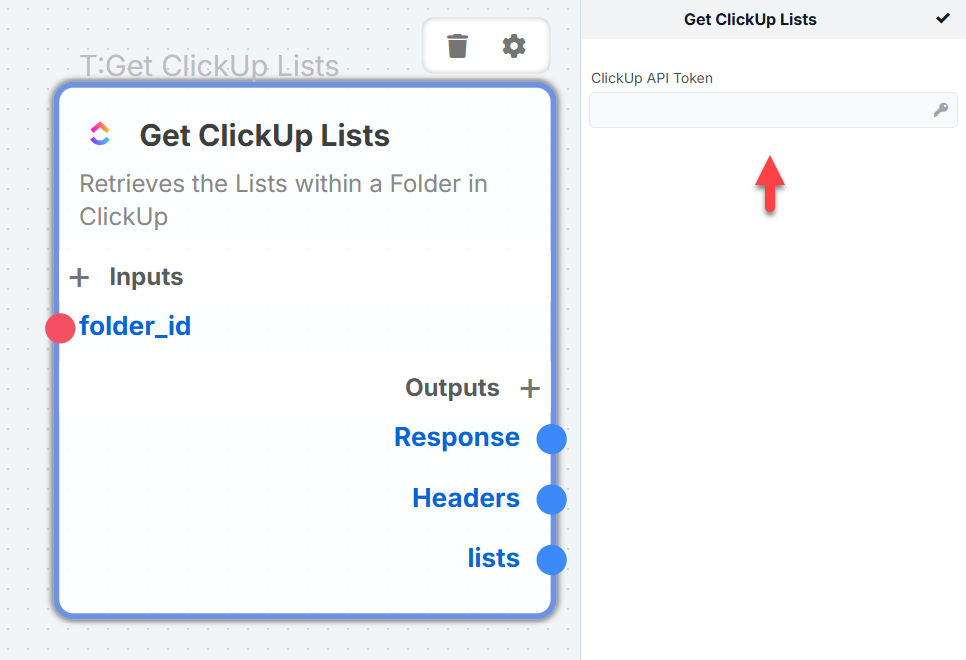 T:Get ClickUp Lists
Get ClickUp Lists
Retrieves the Lists within a Folder in
ClickUp
Inputs
folder_id
Outputs
Response
Headers
lists
Get ClickUp Lists
ClickUp API Token